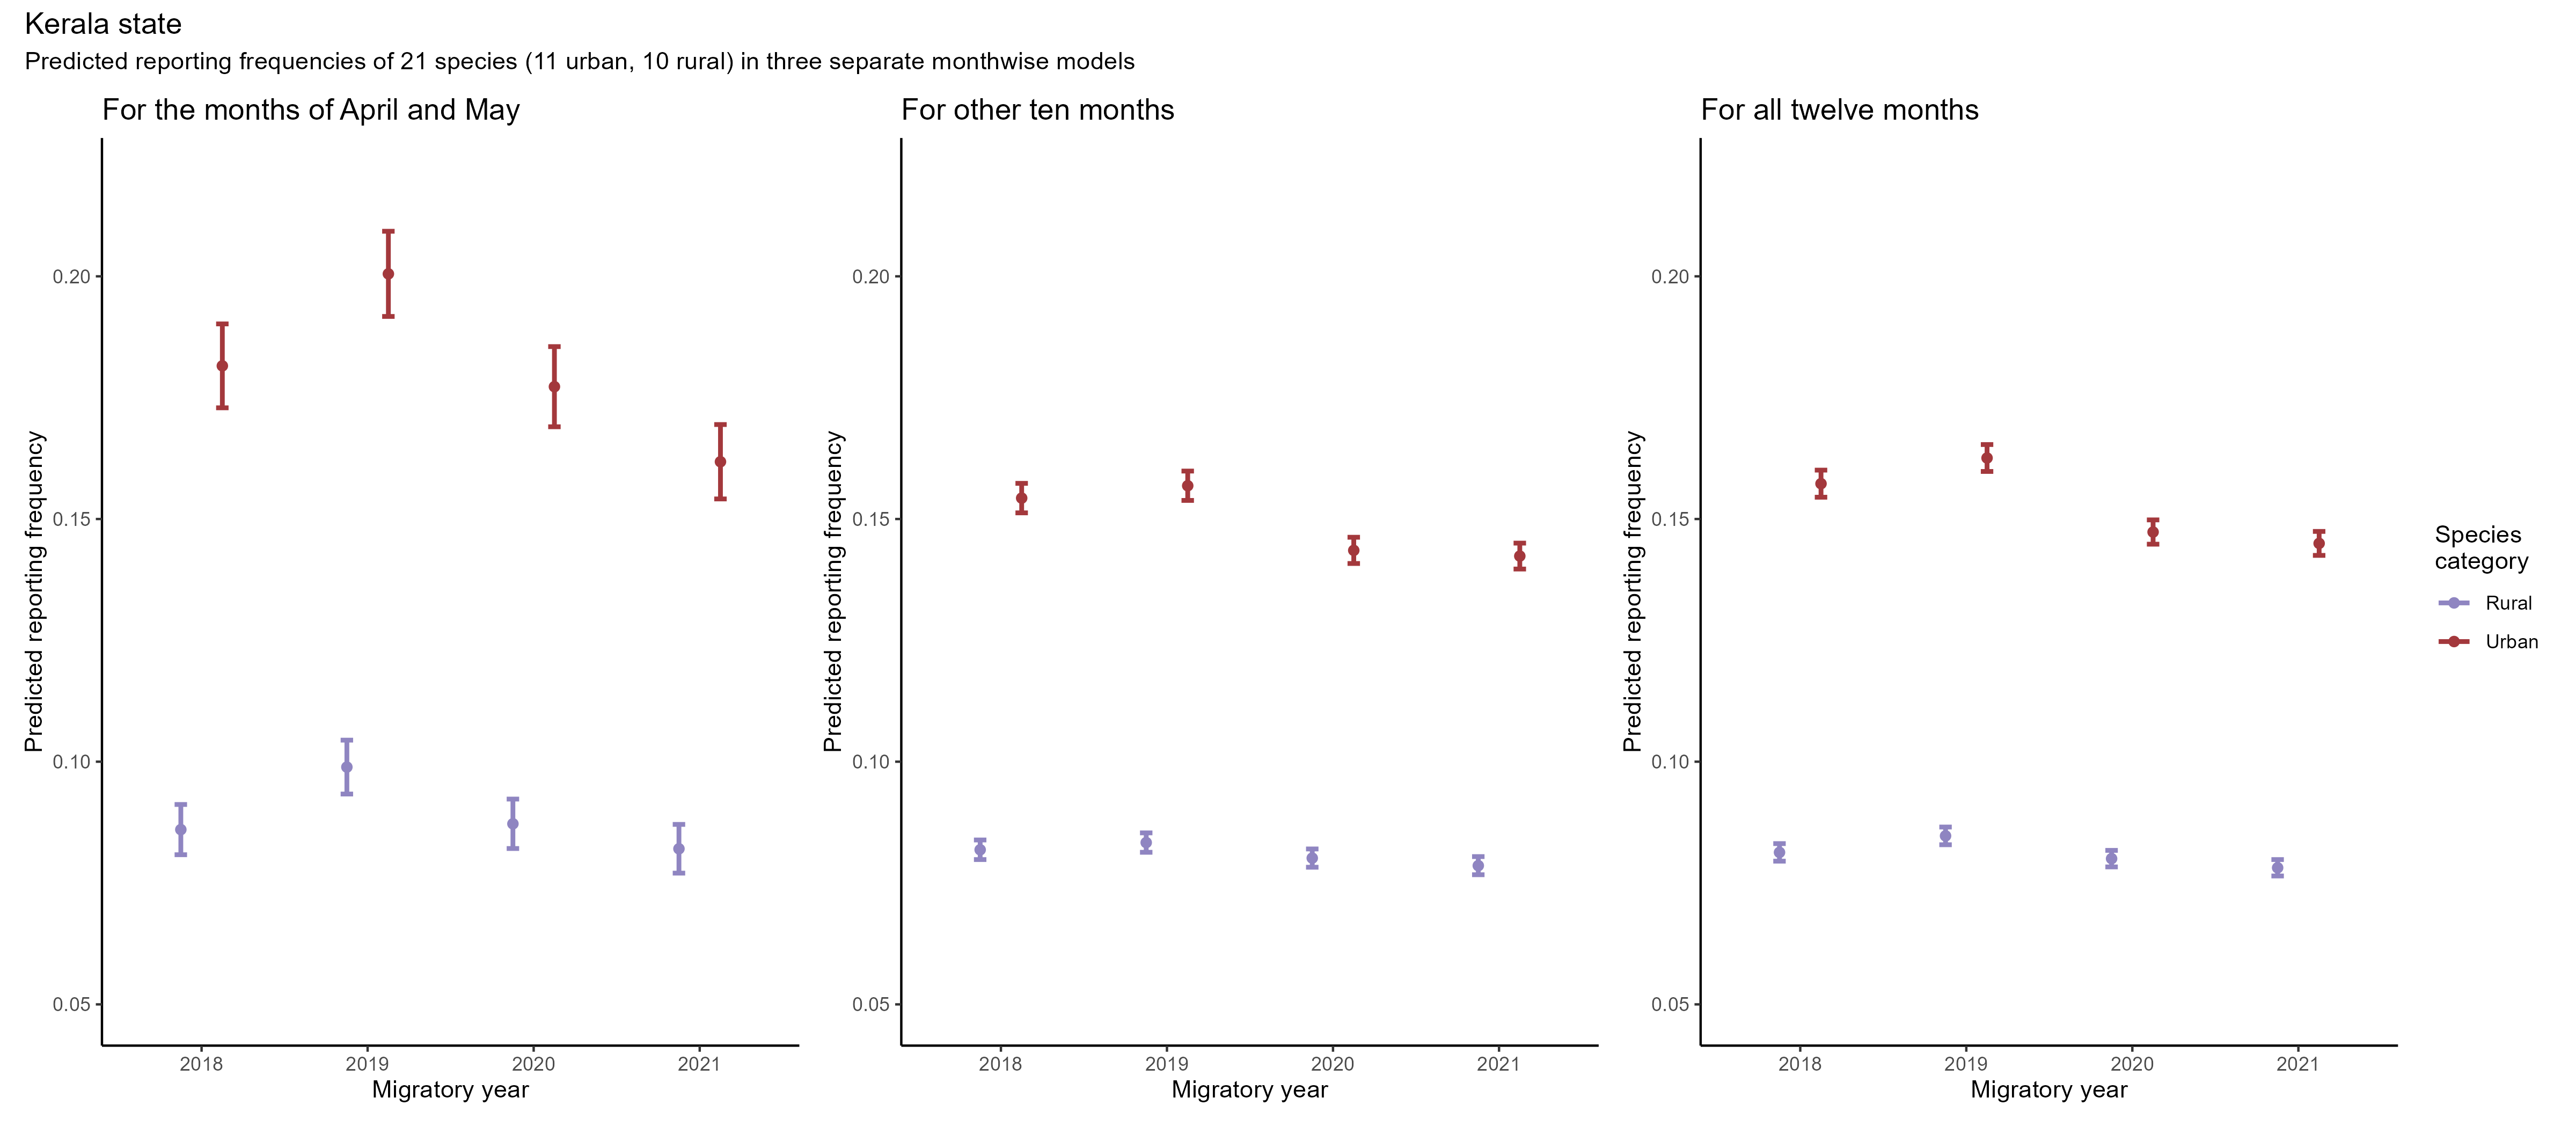 Kerala state
Predicted reporting frequencies of 21 species (11 urban, 10 rural) in three separate monthwise models
For the months of April and May
Predicted reporting frequency
0.20
0.15
0.10
0.05
2018 2019 2020 2021
Migratory year
For other ten months
Predicted reporting frequency
0.20
0.15
0.10
0.05
2018 2019 2020 2021
Migratory year
For all twelve months
Predicted reporting frequency
0.20
0.15
0.10
0.05
2018 2019 2020 2021
Migratory year
Species
category
Rural
Urban